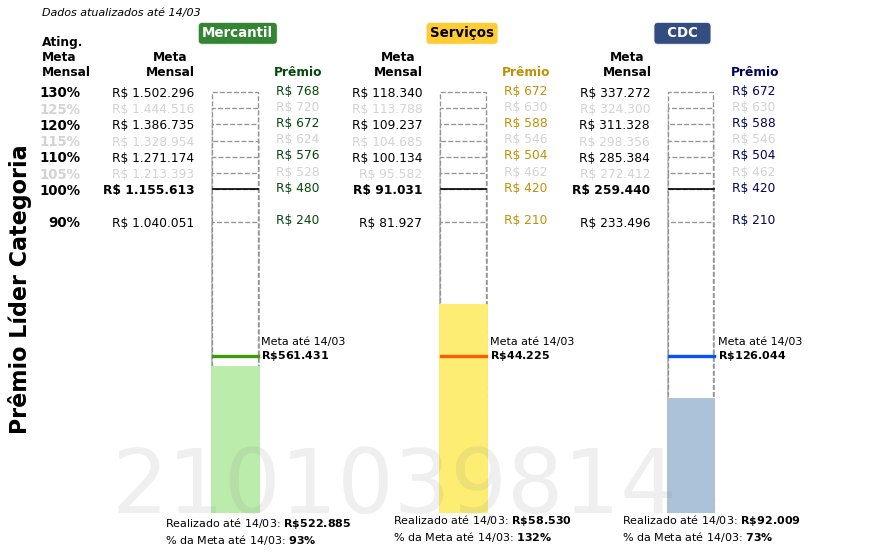 Dados atualizados até 14/03
Mercantil Serviços CDC
Ating. Meta Mensal Meta Mensal Prêmio Meta Mensal Prêmio Meta Mensal Prêmio
130% R$ 1.502.296 R$ 768 R$ 118.340 R$ 672 R$ 337.272 R$ 672
125% R$ 1.444.516 R$ 720 R$ 113.788 R$ 630 R$ 324.300 R$ 630
120% R$ 1.386.735 R$ 672 R$ 109.237 R$ 588 R$ 311.328 R$ 588
115% R$ 1.328.954 R$ 624 R$ 104.685 R$ 546 R$ 298.356 R$ 546
110% R$ 1.271.174 R$ 576 R$ 100.134 R$ 504 R$ 285.384 R$ 504
105% R$ 1.213.393 R$ 528 R$ 95.582 R$ 462 R$ 272.412 R$ 462
100% R$ 1.155.613 R$ 480 R$ 91.031 R$ 420 R$ 259.440 R$ 420
90% R$ 1.040.051 R$ 240 R$ 81.927 R$ 210 R$ 233.496 R$ 210
Prêmio Líder Categoria
Meta até 14/03 Meta até 14/03 Meta até 14/03
R$561.431 R$44.225 R$126.044
2101039814
Realizado até 14/03: R$522.885 Realizado até 14/03: R$58.530 Realizado até 14/03: R$92.009
% da Meta até 14/03: 93% % da Meta até 14/03: 132% % da Meta até 14/03: 73%